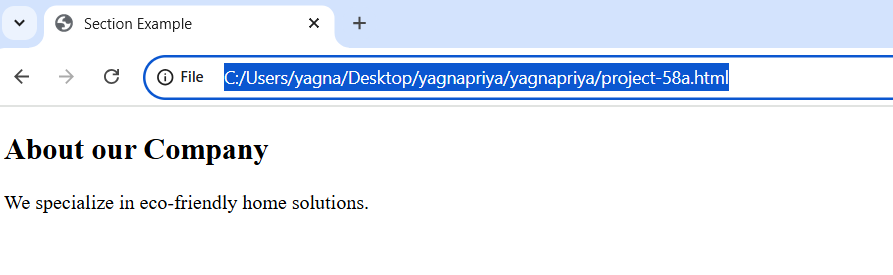 Section Example
File C:/Users/yagna/Desktop/yagnapriya/yagnapriya/project-58a.html
About our Company
We specialize in eco-friendly home solutions.